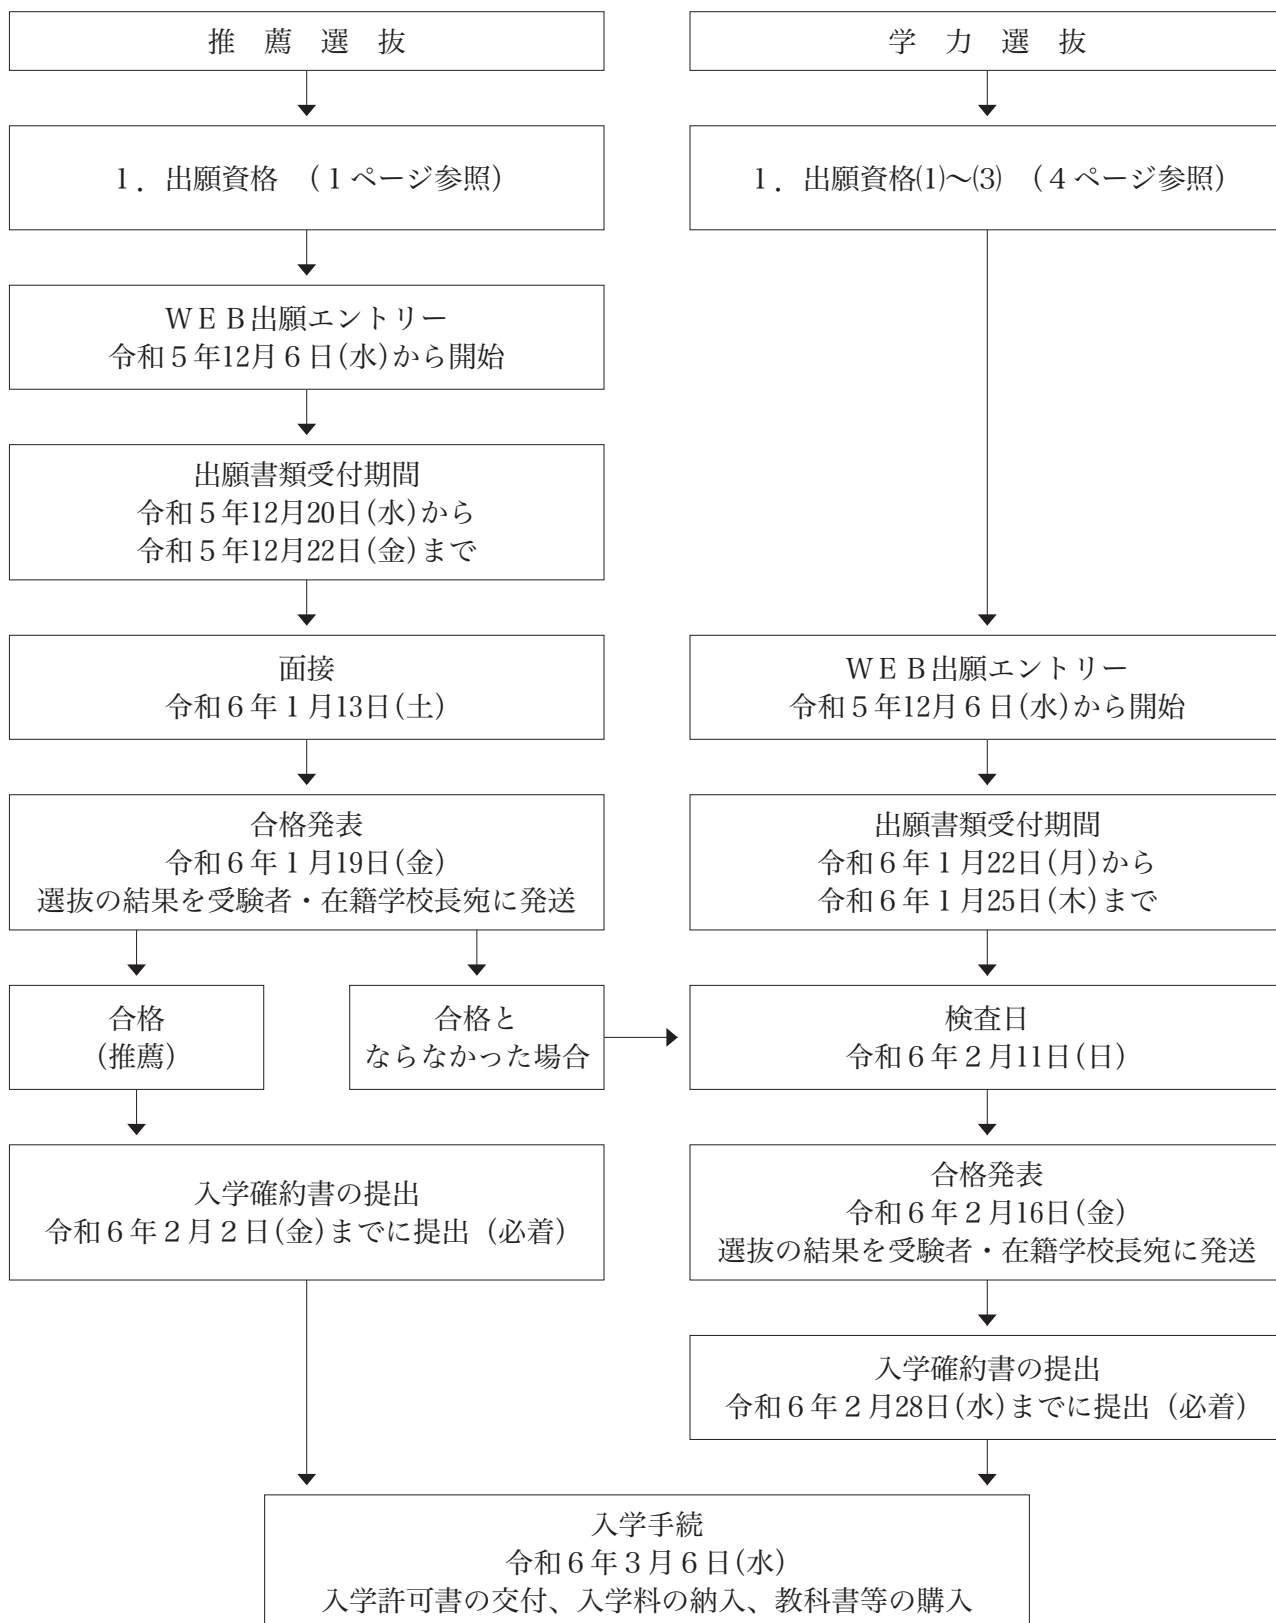 推　薦　選　抜
1．出願資格　（1ページ参照）
ＷＥＢ出願エントリー
令和５年12月６日(水)から開始
出願書類受付期間
令和５年12月20日(水)から
令和５年12月22日(金)まで
面接
令和６年１月13日(土)
合格発表
令和６年１月19日(金)
選抜の結果を受験者・在籍学校長宛に発送
合格
(推薦)
合格と
ならなかった場合
入学確約書の提出
令和６年２月２日(金)までに提出（必着）
学　力　選　抜
1．出願資格⑴～⑶　（４ページ参照）
ＷＥＢ出願エントリー
令和５年12月６日(水)から開始
出願書類受付期間
令和６年１月22日(月)から
令和６年１月25日(木)まで
検査日
令和６年２月11日(日)
合格発表
令和６年２月16日(金)
選抜の結果を受験者・在籍学校長宛に発送
入学確約書の提出
令和６年２月28日(水)までに提出（必着）
入学手続
令和６年３月６日(水)
入学許可書の交付、入学料の納入、教科書等の購入